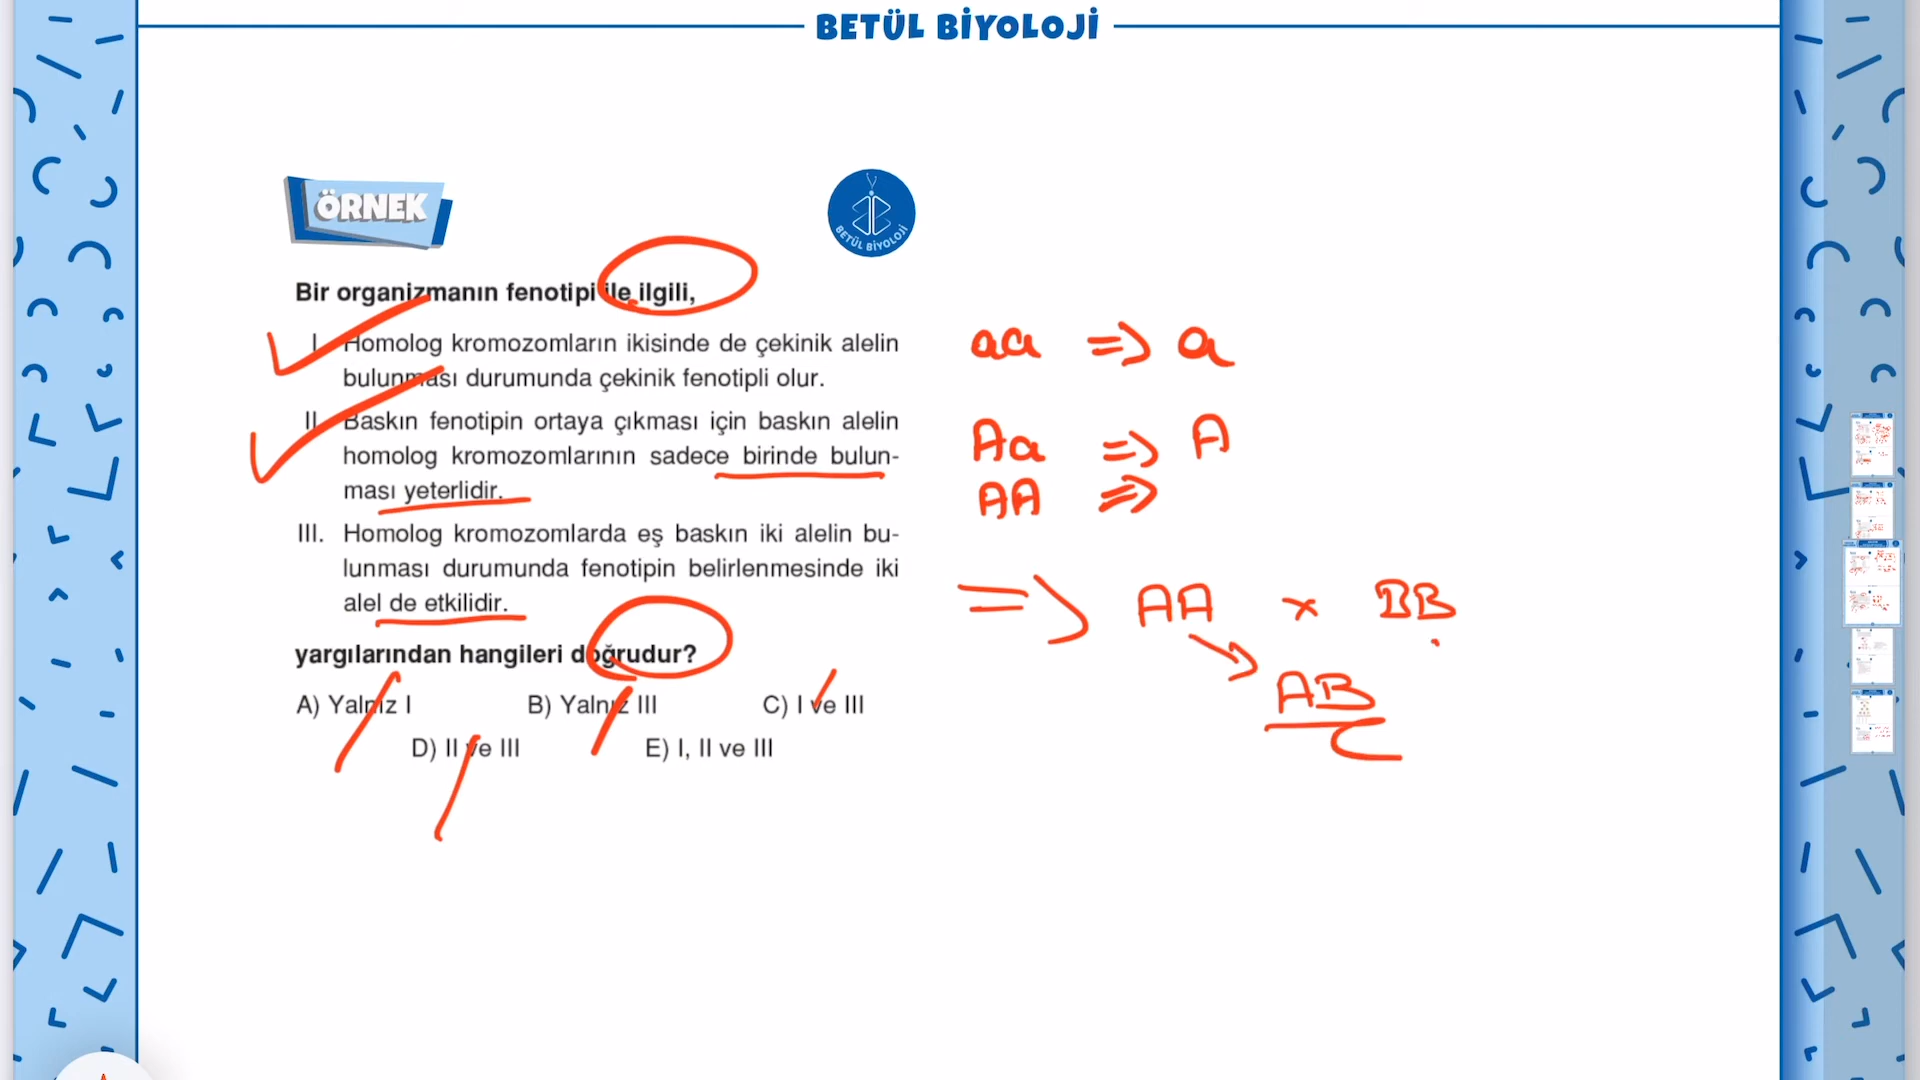 BETÜL BİYOLOJİ
ÖRNEK
BETÜL BİYOLOJİ
Bir organizmanın fenotipi ile ilgili,
I. Homolog kromozomların ikisinde de çekinik alelin
bulunması durumunda çekinik fenotipli olur.
II. Baskın fenotipin ortaya çıkması için baskın alelin
homolog kromozomlarının sadece birinde bulun-
ması yeterlidir.
III. Homolog kromozomlarda eş baskın iki alelin bu-
lunması durumunda fenotipin belirlenmesinde iki
alel de etkilidir.
yargılarından hangileri doğrudur?
A) Yalnız I B) Yalnız III C) I ve III
D) II ve III E) I, II ve III
aa => a
Aa => A
AA =>
=> AA x BB
AB